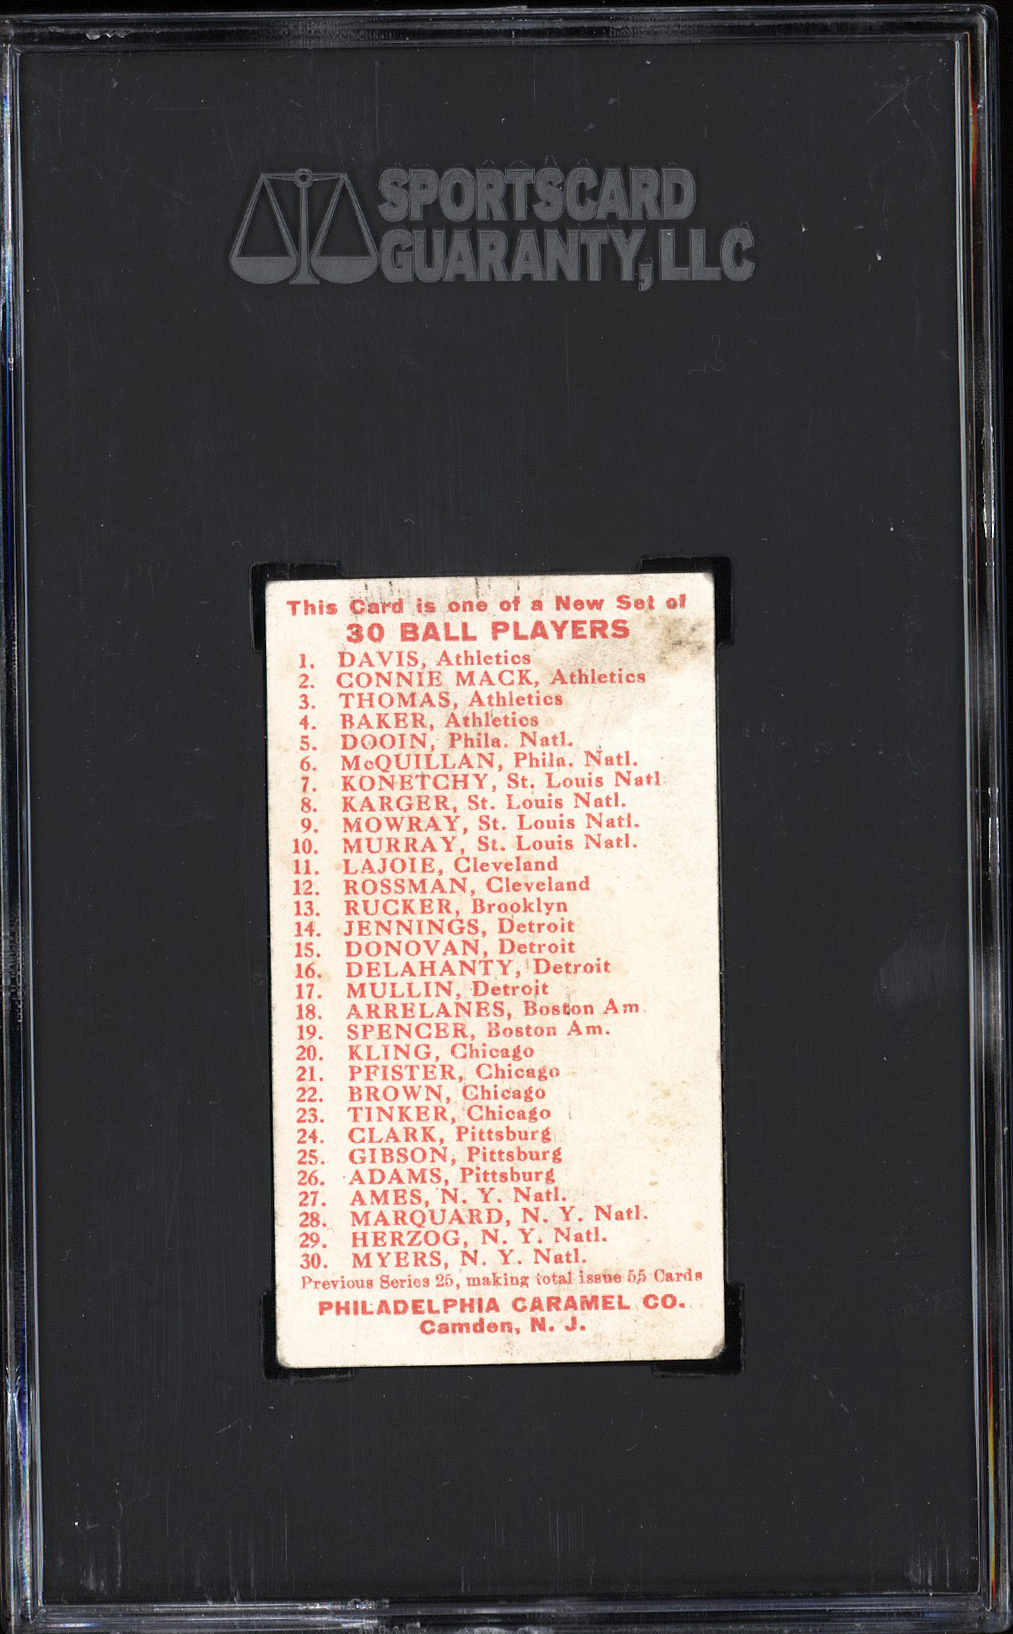 SPORTSCARD
GUARANTY, LLC
This Card is one of a New Set of
30 BALL PLAYERS
1. DAVIS, Athletics
2. CONNIE MACK, Athletics
3. THOMAS, Athletics
4. BAKER, Athletics
5. DOOIN, Phila. Natl.
6. McQUILLAN, Phila. Natl.
7. KONETCHY, St. Louis Natl
8. KARGER, St. Louis Natl.
9. MOWRAY, St. Louis Natl.
10. MURRAY, St. Louis Natl.
11. LAJOIE, Cleveland
12. ROSSMAN, Cleveland
13. RUCKER, Brooklyn
14. JENNINGS, Detroit
15. DONOVAN, Detroit
16. DELAHANTY, Detroit
17. MULLIN, Detroit
18. ARRELANES, Boston Am.
19. SPENCER, Boston Am.
20. KLING, Chicago
21. PFISTER, Chicago
22. BROWN, Chicago
23. TINKER, Chicago
24. CLARK, Pittsburg
25. GIBSON, Pittsburg
26. ADAMS, Pittsburg
27. AMES, N. Y. Natl.
28. MARQUARD, N. Y. Natl.
29. HERZOG, N. Y. Natl.
30. MYERS, N. Y. Natl.
Previous Series 25, making total issue 55 Cards
PHILADELPHIA CARAMEL CO.
Camden, N. J.